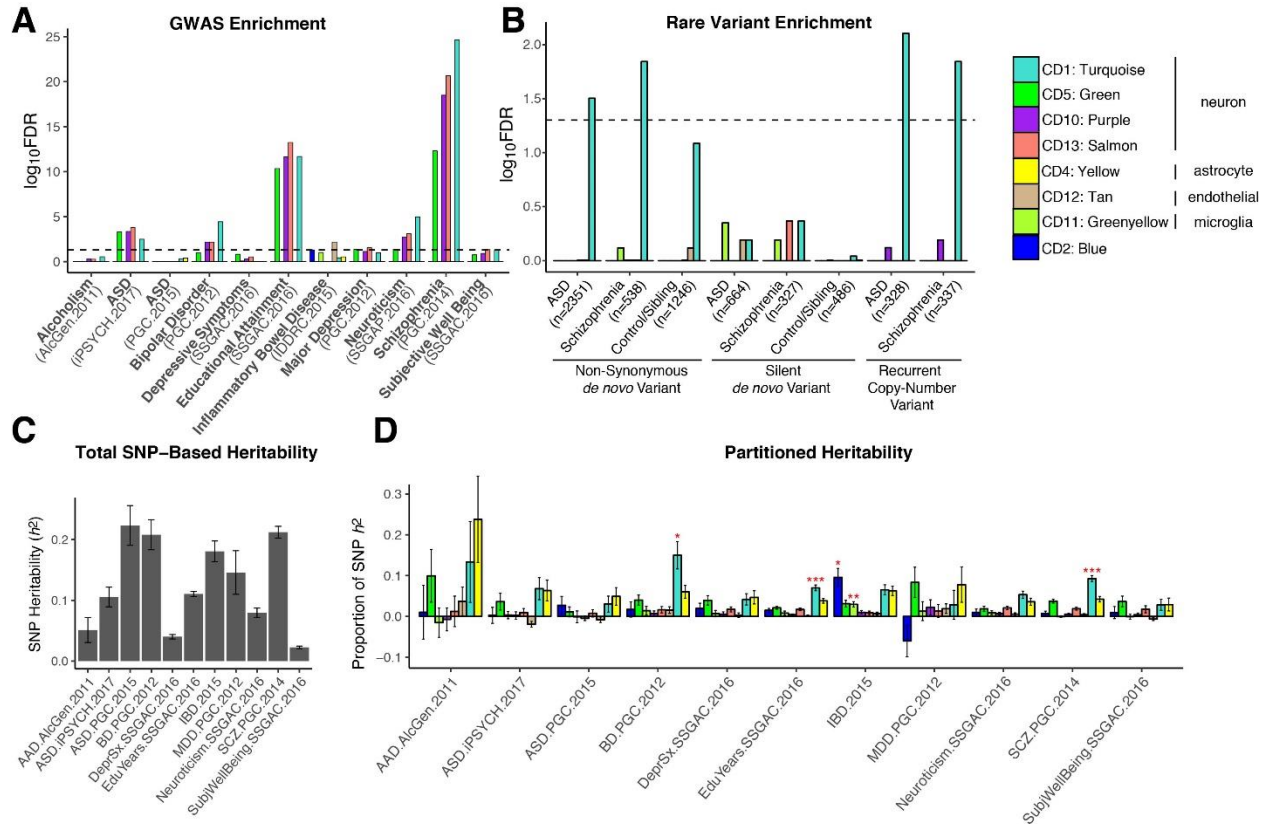 A
GWAS Enrichment
25
20
15
10
5
0
log10FDR
Alcoholism
(AlcGen.2011)
ASD
(iPSYCH.2017)
ASD
(PGC.2015)
Bipolar Disorder
(PGC.2012)
Depressive Symptoms
(SSGAC.2016)
Educational Attainment
(SSGAC.2016)
Inflammatory Bowel Disease
(IDDRC.2015)
Major Depression
(PGC.2012)
Neuroticism
(SSGAP.2016)
Schizophrenia
(PGC.2014)
Subjective Well Being
(SSGAC.2016)
B
Rare Variant Enrichment
2.0
1.5
1.0
0.5
0.0
log10FDR
ASD
(n=2351)
Schizophrenia
(n=538)
Control/Sibling
(n=1246)
ASD
(n=664)
Schizophrenia
(n=327)
Control/Sibling
(n=486)
ASD
(n=328)
Schizophrenia
(n=337)
Non-Synonymous
de novo Variant
Silent
de novo Variant
Recurrent
Copy-Number
Variant
CD1: Turquoise
CD5: Green
CD10: Purple
CD13: Salmon
CD4: Yellow
CD12: Tan
CD11: Greenyellow
CD2: Blue
neuron
astrocyte
endothelial
microglia
C
Total SNP-Based Heritability
0.2
0.1
0.0
SNP Heritability (h2)
AAD.AlcGen.2011
ASD.iPSYCH.2017
ASD.PGC.2015
BD.PGC.2012
DeprSx.SSGAC.2016
EduYears.SSGAC.2016
IBD.2015
MDD.PGC.2012
Neuroticism.SSGAC.2016
SCZ.PGC.2014
SubjWellBeing.SSGAC.2016
D
Partitioned Heritability
0.3
0.2
0.1
0.0
-0.1
Proportion of SNP h2
*
***
*
**
***
AAD.AlcGen.2011
ASD.iPSYCH.2017
ASD.PGC.2015
BD.PGC.2012
DeprSx.SSGAC.2016
EduYears.SSGAC.2016
IBD.2015
MDD.PGC.2012
Neuroticism.SSGAC.2016
SCZ.PGC.2014
SubjWellBeing.SSGAC.2016